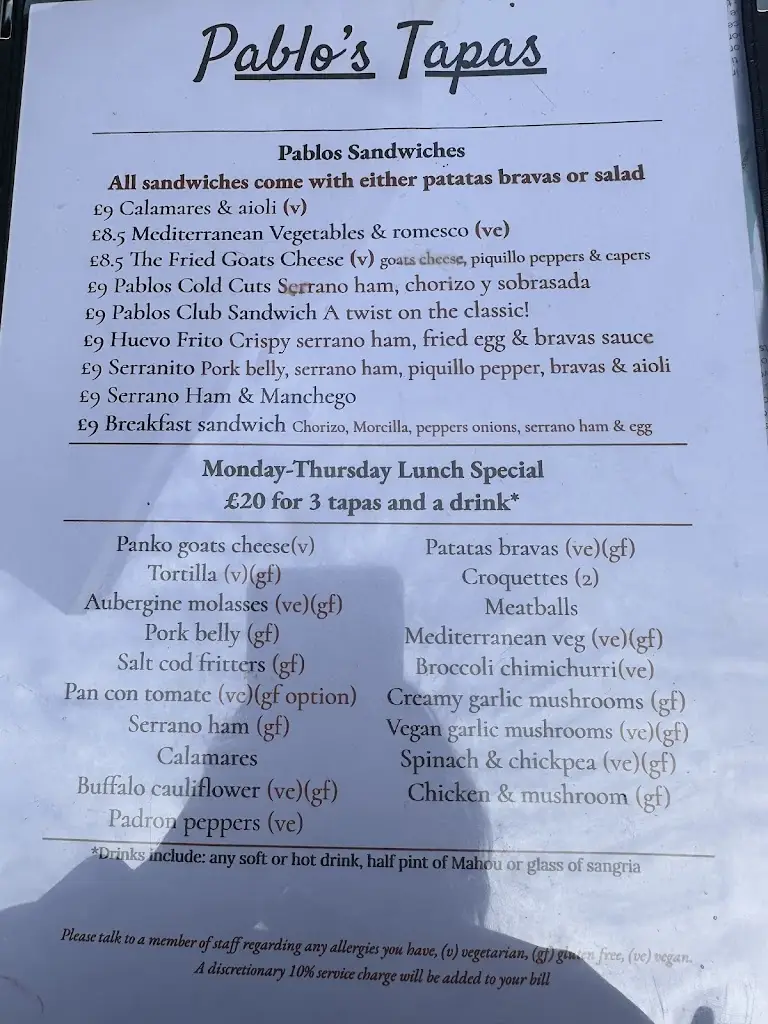 Pablo's Tapas
Pablos Sandwiches
All sandwiches come with either patatas bravas or salad
£9 Calamares & aioli (v)
£8.5 Mediterranean Vegetables & romesco (ve)
£8.5 The Fried Goats Cheese (v) goats cheese, piquillo peppers & capers
£9 Pablos Cold Cuts Serrano ham, chorizo y sobrasada
£9 Pablos Club Sandwich A twist on the classic!
£9 Huevo Frito Crispy serrano ham, fried egg & bravas sauce
£9 Serranito Pork belly, serrano ham, piquillo pepper, bravas & aioli
£9 Serrano Ham & Manchego
£9 Breakfast sandwich Chorizo, Morcilla, peppers onions, serrano ham & egg
Monday-Thursday Lunch Special
£20 for 3 tapas and a drink*
Panko goats cheese(v)
Tortilla (v)(gf)
Aubergine molasses (ve)(gf)
Pork belly (gf)
Salt cod fritters (gf)
Pan con tomate (ve)(gf option)
Serrano ham (gf)
Calamares
Buffalo cauliflower (ve)(gf)
Padron peppers (ve)
Patatas bravas (ve)(gf)
Croquettes (2)
Meatballs
Mediterranean veg (ve)(gf)
Broccoli chimichurri(ve)
Creamy garlic mushrooms (gf)
Vegan garlic mushrooms (ve)(gf)
Spinach & chickpea (ve)(gf)
Chicken & mushroom (gf)
*Drinks include: any soft or hot drink, half pint of Mahou or glass of sangria
Please talk to a member of staff regarding any allergies you have, (v) vegetarian, (gf) gluten free, (ve) vegan.
A discretionary 10% service charge will be added to your bill